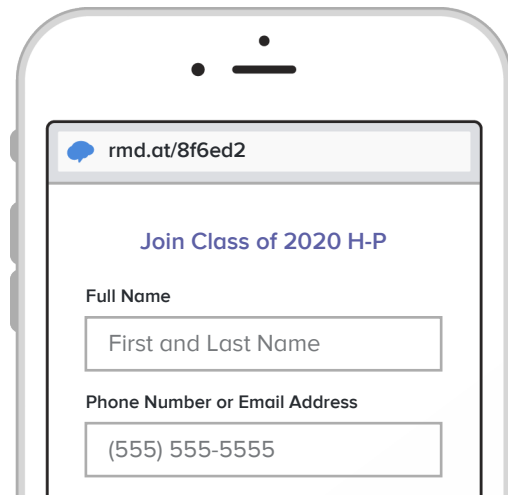 rmd.at/8f6ed2
Join Class of 2020 H-P
Full Name
First and Last Name
Phone Number or Email Address
(555) 555-5555